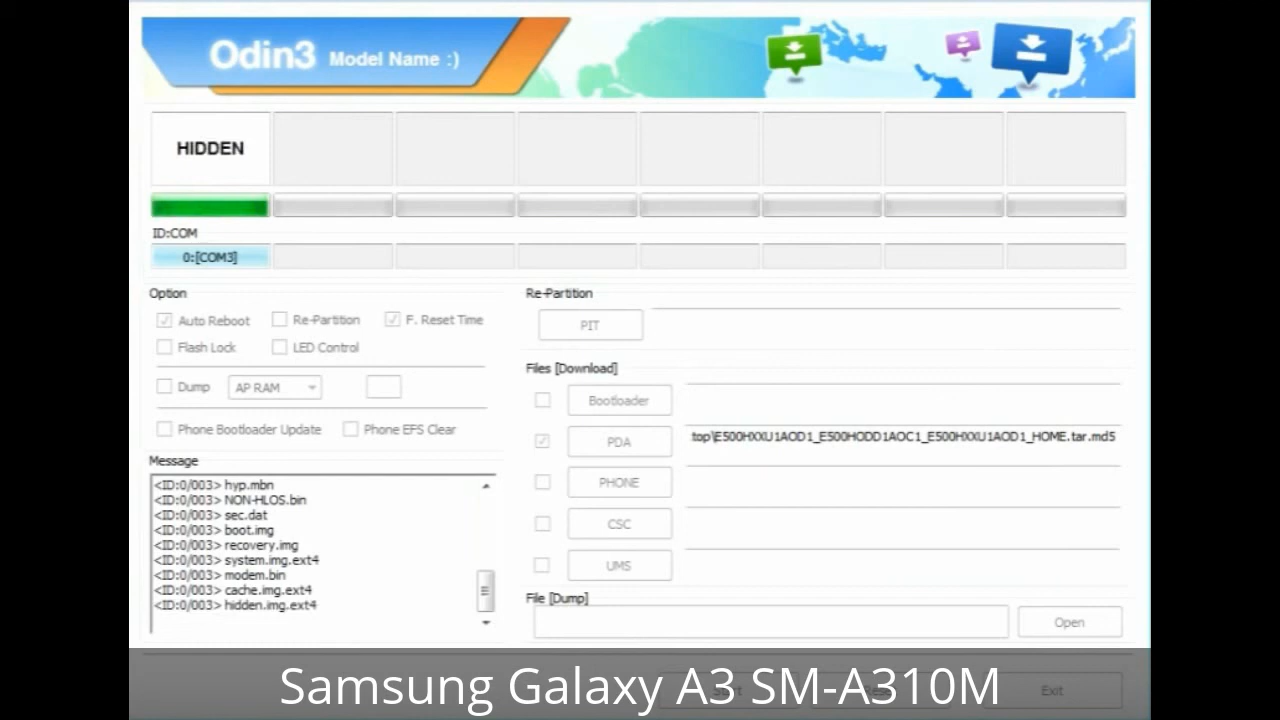 Odin3 Model Name :)
HIDDEN
ID:COM
0:[COM3]
Option
Auto Reboot Re-Partition F. Reset Time
Flash Lock LED Control
Dump AP RAM
Phone Bootloader Update Phone EFS Clear
Message
<ID:0/003> hyp.mbn
<ID:0/003> NON-HLOS.bin
<ID:0/003> sec.dat
<ID:0/003> boot.img
<ID:0/003> recovery.img
<ID:0/003> system.img.ext4
<ID:0/003> modem.bin
<ID:0/003> cache.img.ext4
<ID:0/003> hidden.img.ext4
Re-Partition
PIT
Files [Download]
Bootloader
PDA top\E500HXXU1AOD1_E500HODD1AOC1_E500HXXU1AOD1_HOME.tar.md5
PHONE
CSC
UMS
File [Dump]
Open
Start Reset Exit
Samsung Galaxy A3 SM-A310M